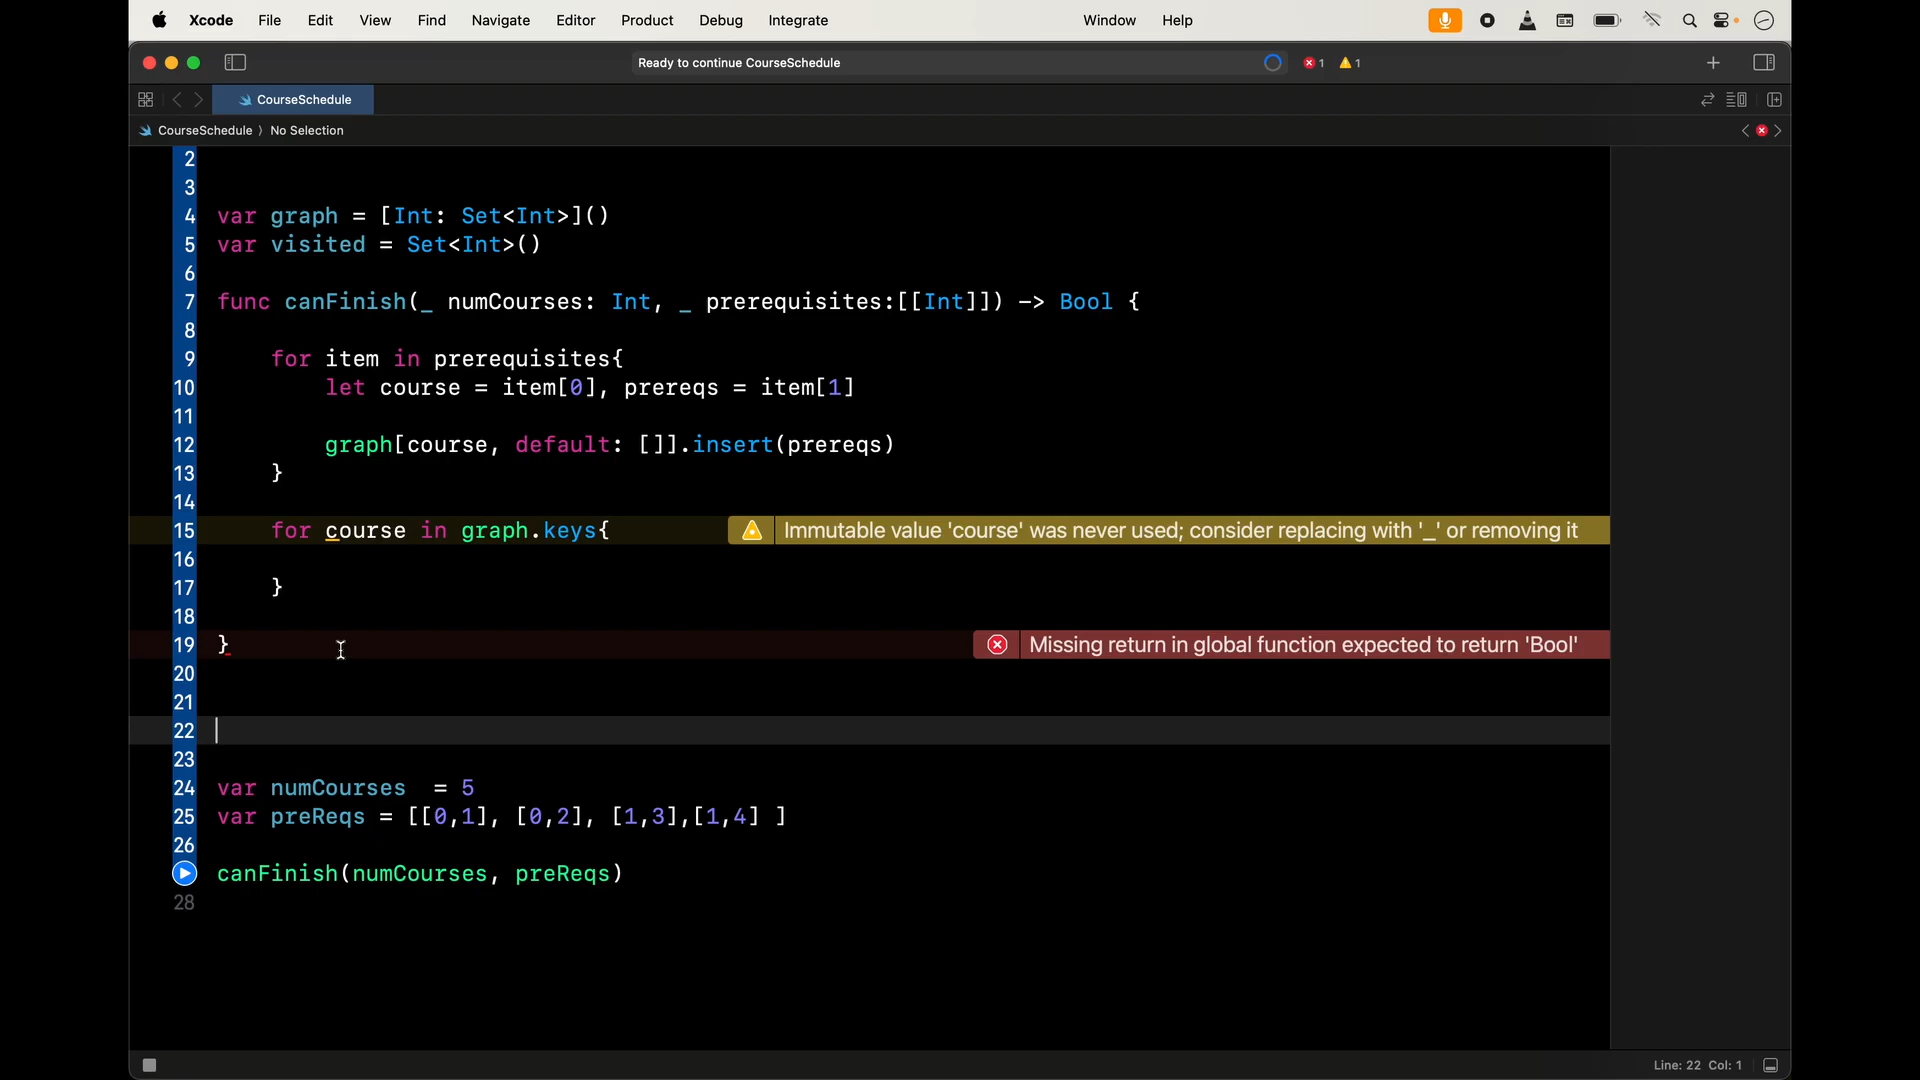 Xcode File Edit View Find Navigate Editor Product Debug Integrate Window Help
Ready to continue CourseSchedule 1 1
CourseSchedule
CourseSchedule 〉 No Selection
2
3
4 var graph = [Int: Set<Int>]()
5 var visited = Set<Int>()
6
7 func canFinish(_ numCourses: Int, _ prerequisites:[[Int]]) -> Bool {
8
9 for item in prerequisites{
10 let course = item[0], prereqs = item[1]
11
12 graph[course, default: []].insert(prereqs)
13 }
14
15 for course in graph.keys{ Immutable value 'course' was never used; consider replacing with '_' or removing it
16
17 }
18
19 } Missing return in global function expected to return 'Bool'
20
21
22
23
24 var numCourses  = 5
25 var preReqs = [[0,1], [0,2], [1,3],[1,4] ]
26
canFinish(numCourses, preReqs)
28
Line: 22 Col: 1